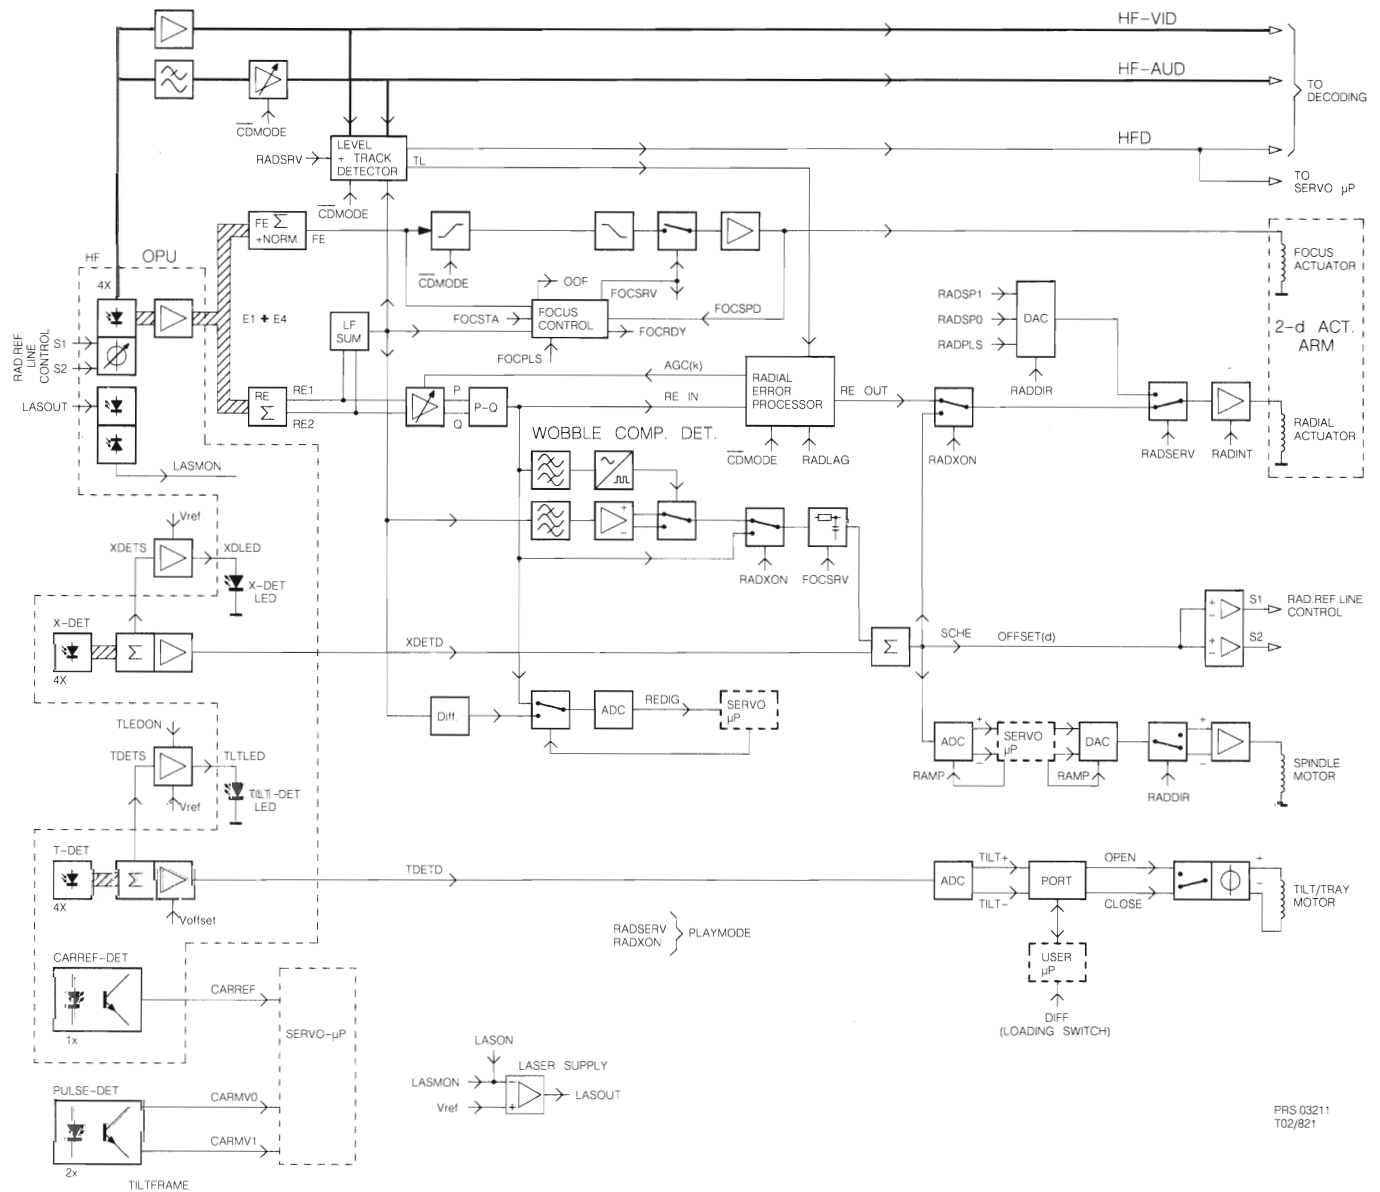 HF-VID
HF-AUD
TO
DECODING
CDMODE
LEVEL
+ TRACK
DETECTOR
RADSRV
TL
HFD
TO
SERVO µP
CDMODE
HF
OPU
4X
FE Σ
+NORM.
FE
CDMODE
OOF
FOCSRV
FOCSTA
FOCUS
CONTROL
FOCSPD
FOCRDY
FOCPLS
FOCUS
ACTUATOR
2-d ACT.
ARM
RADSP1
RADSP0
RADPLS
DAC
RADDIR
E1 + E4
LF
SUM
RAD.REF
LINE
CONTROL
S1
S2
LASOUT
LASMON
RE
Σ
RE1
RE2
P
Q
P-Q
AGC(k)
RE IN
RADIAL
ERROR
PROCESSOR
RE OUT
CDMODE
RADLAG
RADXON
RADSERV
RADINT
RADIAL
ACTUATOR
WOBBLE COMP. DET.
+
−
RADXON
FOCSRV
Vref
XDETS
XDLED
X-DET
LED
X-DET
4X
Σ
XDETD
Σ
SCHE
OFFSET(d)
+
−
+
−
S1
S2
RAD.REF.LINE
CONTROL
Diff.
ADC
REDIG
SERVO
µP
TLEDON
TDETS
TLTLED
Vref
TILT-DET
LED
ADC
+
−
SERVO
µP
DAC
RAMP
RAMP
RADDIR
+
−
SPINDLE
MOTOR
T-DET
4X
Σ
Voffset
TDETD
ADC
TILT+
TILT-
PORT
OPEN
CLOSE
+
−
TILT/TRAY
MOTOR
USER
µP
DIFF
(LOADING SWITCH)
RADSERV
RADXON
PLAYMODE
CARREF-DET
1x
CARREF
SERVO-µP
PULSE-DET
2x
CARMV0
CARMV1
TILTFRAME
LASON
LASMON
Vref
−
+
LASER SUPPLY
LASOUT
PRS 03211
T02/821